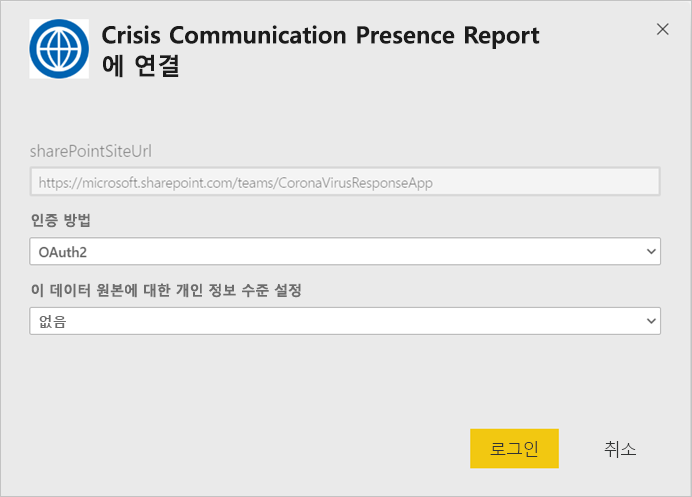 Crisis Communication Presence Report
에 연결
sharePointSiteUrl
https://microsoft.sharepoint.com/teams/CoronaVirusResponseApp
인증 방법
OAuth2
이 데이터 원본에 대한 개인 정보 수준 설정
없음
로그인 취소